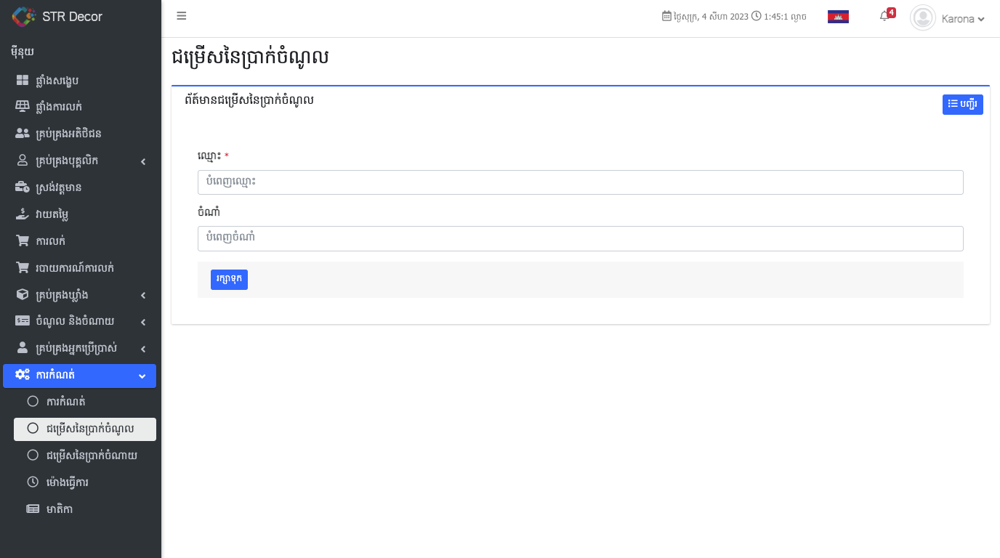 STR Decor
ថ្ងៃសុក្រ, 4 សីហា 2023 1:45:1 ល្ងាច
4
Karona
ម៉ឺនុយ
ផ្ទាំងសង្ខេប
ផ្ទាំងការលក់
គ្រប់គ្រងអតិថិជន
គ្រប់គ្រងបុគ្គលិក
ស្រង់វត្តមាន
វាយតម្លៃ
ការលក់
របាយការណ៍ការលក់
គ្រប់គ្រងឃ្លាំង
ចំណូល និងចំណាយ
គ្រប់គ្រងអ្នកប្រើប្រាស់
ការកំណត់
ការកំណត់
ជម្រើសនៃប្រាក់ចំណូល
ជម្រើសនៃប្រាក់ចំណាយ
ម៉ោងធ្វើការ
មាតិកា
ជម្រើសនៃប្រាក់ចំណូល
ព័ត៍មានជម្រើសនៃប្រាក់ចំណូល
បញ្ជីរ
ឈ្មោះ *
បំពេញឈ្មោះ
ចំណាំ
បំពេញចំណាំ
រក្សាទុក